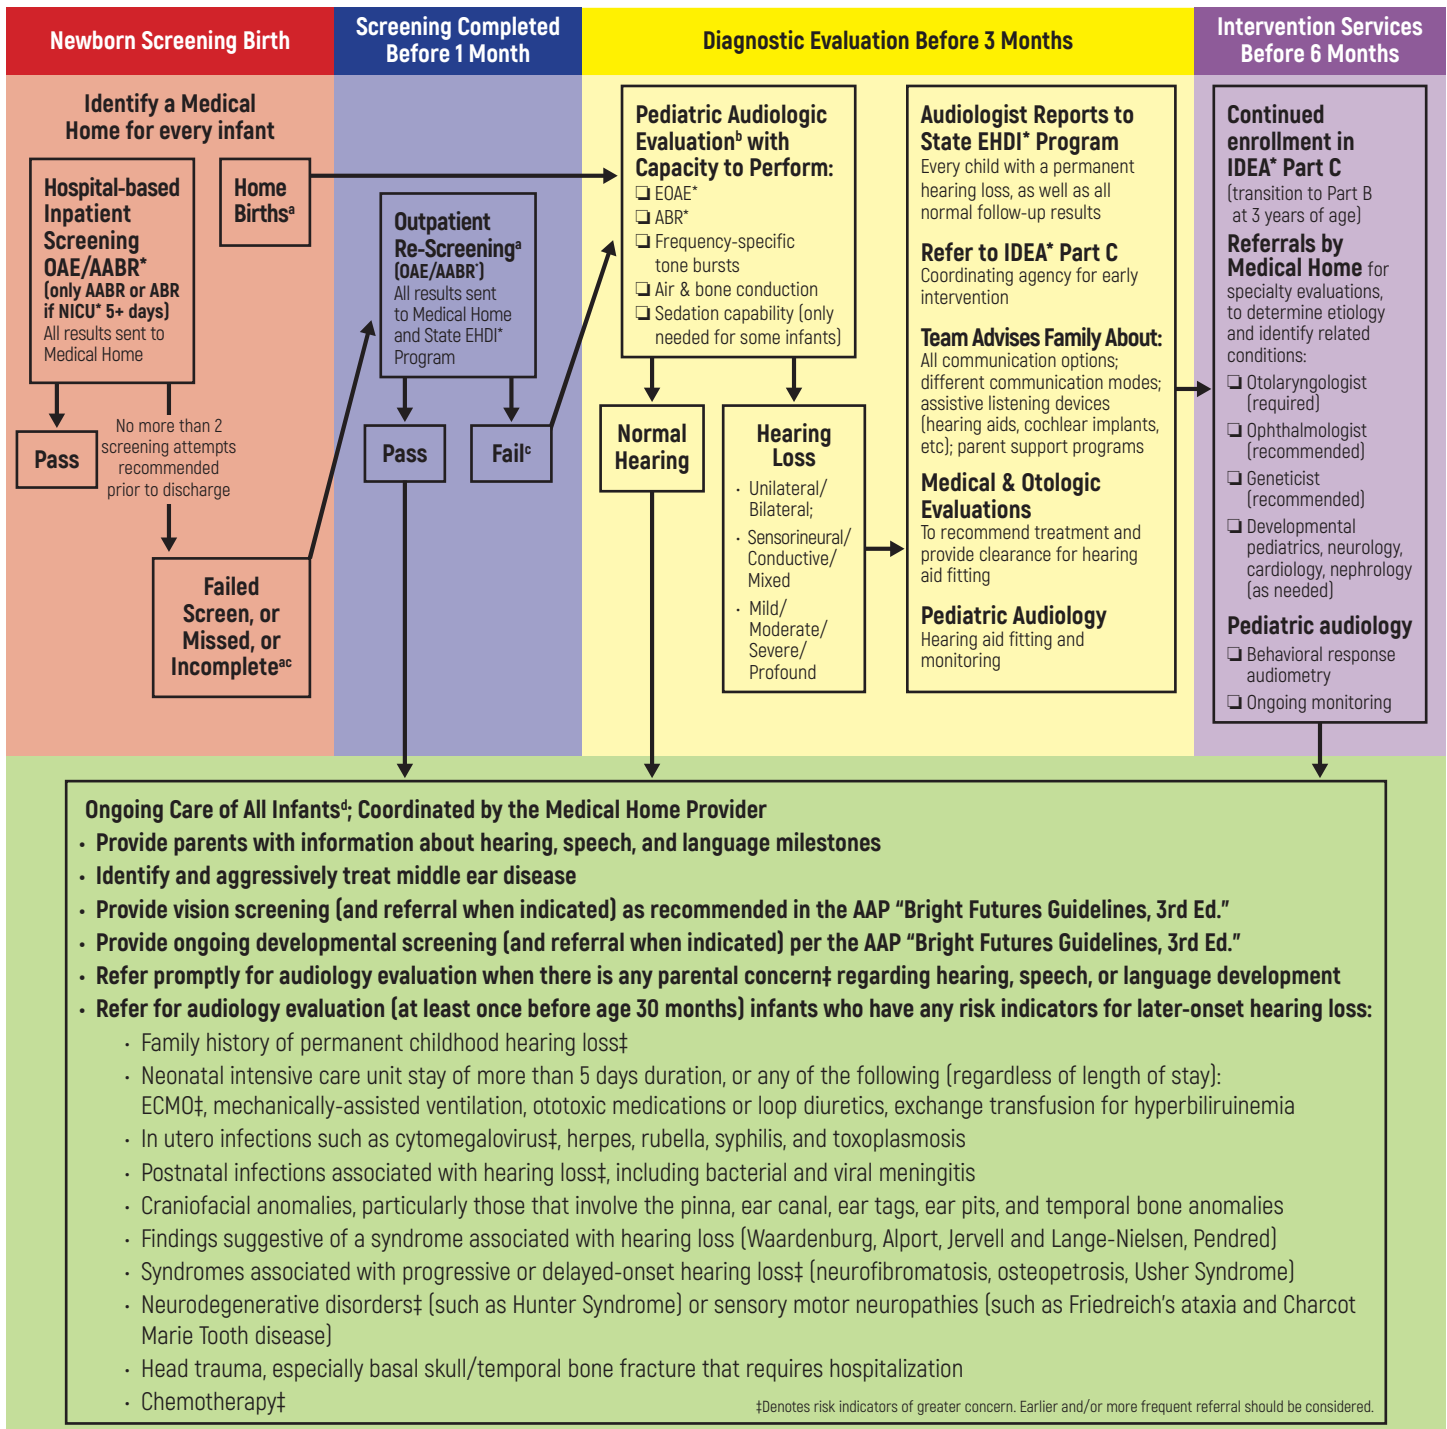 Newborn Screening Birth
Screening Completed
Before 1 Month
Diagnostic Evaluation Before 3 Months
Intervention Services
Before 6 Months
Identify a Medical
Home for every infant
Hospital-based
Inpatient
Screening
OAE/AABR*
(only AABR or ABR
if NICU* 5+ days)
All results sent to
Medical Home
Home
Birthsᵃ
Pass
No more than 2
screening attempts
recommended
prior to discharge
Failed
Screen, or
Missed, or
Incompleteᵃᶜ
Outpatient
Re-Screeningᵃ
(OAE/AABR*)
All results sent
to Medical Home
and State EHDI*
Program
Pass
Failᶜ
Pediatric Audiologic
Evaluationᵇ with
Capacity to Perform:
❏ EOAE*
❏ ABR*
❏ Frequency-specific
tone bursts
❏ Air & bone conduction
❏ Sedation capability (only
needed for some infants)
Normal
Hearing
Hearing
Loss
· Unilateral/
Bilateral;
· Sensorineural/
Conductive/
Mixed
· Mild/
Moderate/
Severe/
Profound
Audiologist Reports to
State EHDI* Program
Every child with a permanent
hearing loss, as well as all
normal follow-up results
Refer to IDEA* Part C
Coordinating agency for early
intervention
Team Advises Family About:
All communication options;
different communication modes;
assistive listening devices
(hearing aids, cochlear implants,
etc); parent support programs
Medical & Otologic
Evaluations
To recommend treatment and
provide clearance for hearing
aid fitting
Pediatric Audiology
Hearing aid fitting and
monitoring
Continued
enrollment in
IDEA* Part C
(transition to Part B
at 3 years of age)
Referrals by
Medical Home for
specialty evaluations,
to determine etiology
and identify related
conditions:
❏ Otolaryngologist
(required)
❏ Ophthalmologist
(recommended)
❏ Geneticist
(recommended)
❏ Developmental
pediatrics, neurology,
cardiology, nephrology
(as needed)
Pediatric audiology
❏ Behavioral response
audiometry
❏ Ongoing monitoring
Ongoing Care of All Infantsᵈ; Coordinated by the Medical Home Provider
· Provide parents with information about hearing, speech, and language milestones
· Identify and aggressively treat middle ear disease
· Provide vision screening (and referral when indicated) as recommended in the AAP “Bright Futures Guidelines, 3rd Ed.”
· Provide ongoing developmental screening (and referral when indicated) per the AAP “Bright Futures Guidelines, 3rd Ed.”
· Refer promptly for audiology evaluation when there is any parental concern‡ regarding hearing, speech, or language development
· Refer for audiology evaluation (at least once before age 30 months) infants who have any risk indicators for later-onset hearing loss:
· Family history of permanent childhood hearing loss‡
· Neonatal intensive care unit stay of more than 5 days duration, or any of the following (regardless of length of stay):
ECMO‡, mechanically-assisted ventilation, ototoxic medications or loop diuretics, exchange transfusion for hyperbiliruinemia
· In utero infections such as cytomegalovirus‡, herpes, rubella, syphilis, and toxoplasmosis
· Postnatal infections associated with hearing loss‡, including bacterial and viral meningitis
· Craniofacial anomalies, particularly those that involve the pinna, ear canal, ear tags, ear pits, and temporal bone anomalies
· Findings suggestive of a syndrome associated with hearing loss (Waardenburg, Alport, Jervell and Lange-Nielsen, Pendred)
· Syndromes associated with progressive or delayed-onset hearing loss‡ (neurofibromatosis, osteopetrosis, Usher Syndrome)
· Neurodegenerative disorders‡ (such as Hunter Syndrome) or sensory motor neuropathies (such as Friedreich’s ataxia and Charcot
Marie Tooth disease)
· Head trauma, especially basal skull/temporal bone fracture that requires hospitalization
· Chemotherapy‡
‡Denotes risk indicators of greater concern. Earlier and/or more frequent referral should be considered.